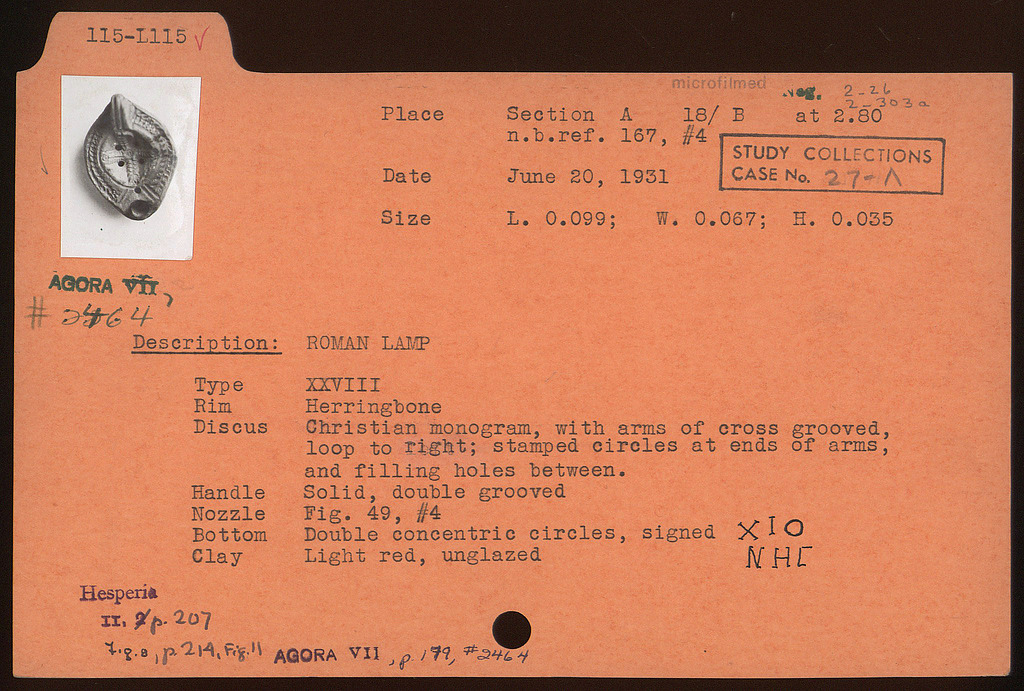 115-L115 √
microfilmed
Neg. 2-26
2-303a
Place Section A 18/ B at 2.80
n.b.ref. 167, #4
STUDY COLLECTIONS
CASE No. 27-Λ
Date June 20, 1931
Size L. 0.099; W. 0.067; H. 0.035
AGORA VII,
# 2464
Description: ROMAN LAMP
Type XXVIII
Rim Herringbone
Discus Christian monogram, with arms of cross grooved,
loop to right; stamped circles at ends of arms,
and filling holes between.
Handle Solid, double grooved
Nozzle Fig. 49, #4
Bottom Double concentric circles, signed XIO
NHC
Clay Light red, unglazed
Hesperia
II, 2/p. 207
Fig. 8, p. 214, Fig. 11 AGORA VII, p. 179, #2464